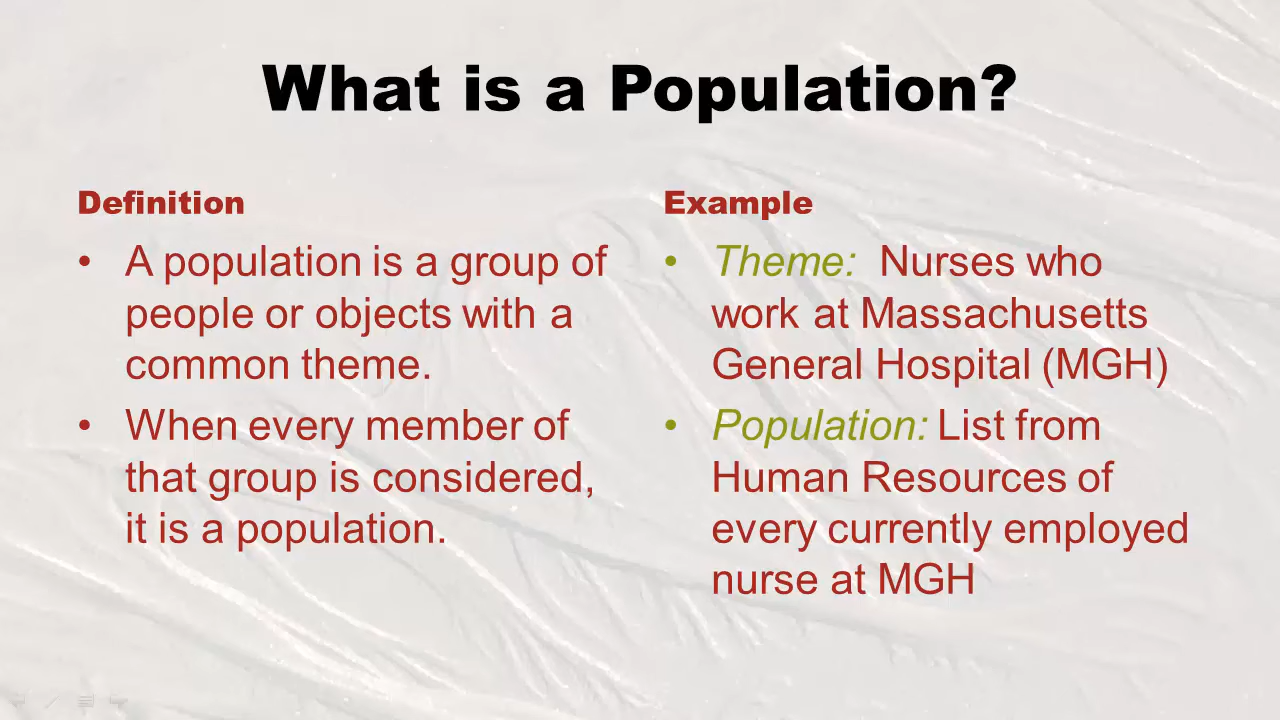 What is a Population?
Definition
• A population is a group of
people or objects with a
common theme.
• When every member of
that group is considered,
it is a population.
Example
• Theme: Nurses who
work at Massachusetts
General Hospital (MGH)
• Population: List from
Human Resources of
every currently employed
nurse at MGH